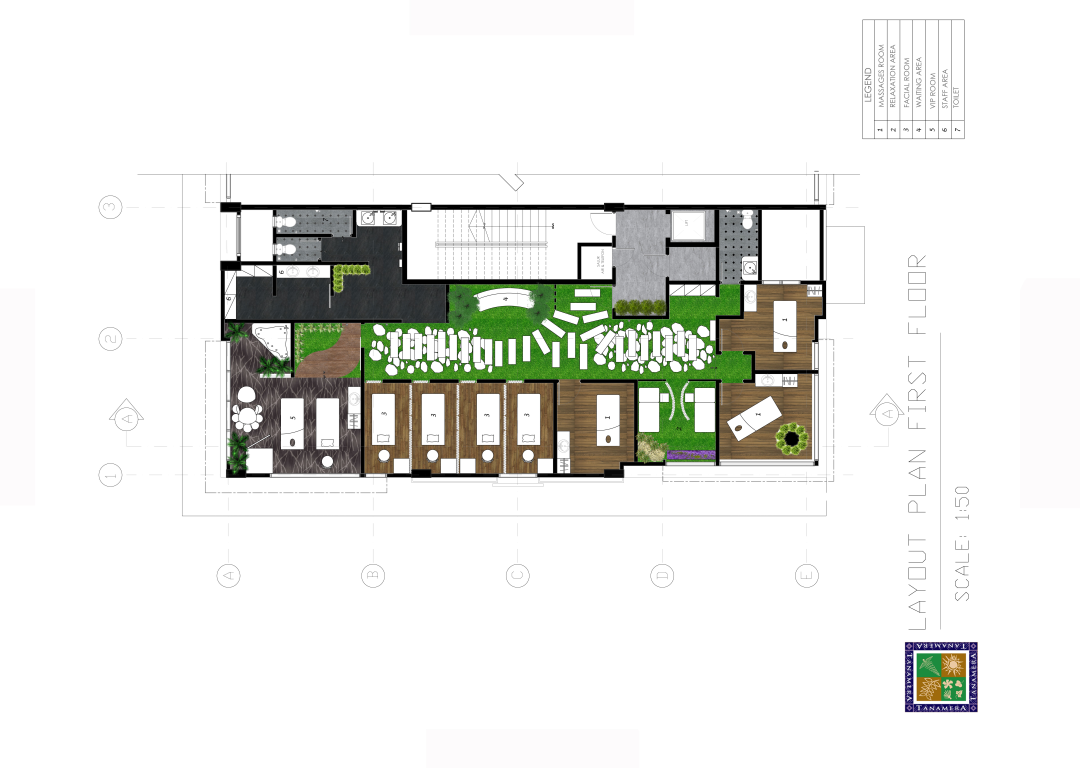 LEGEND
1 MASSAGES ROOM
2 RELAXATION AREA
3 FACIAL ROOM
4 WAITING AREA
5 VIP ROOM
6 STAFF AREA
7 TOILET
3
2
1
A
A
A
B
C
D
E
7
6
6
4
LIFT
1
5
3
3
3
3
1
2
1
LAYOUT PLAN FIRST FLOOR
SCALE: 1:50
TANAMERA
TANAMERA
TANAMERA
TANAMERA